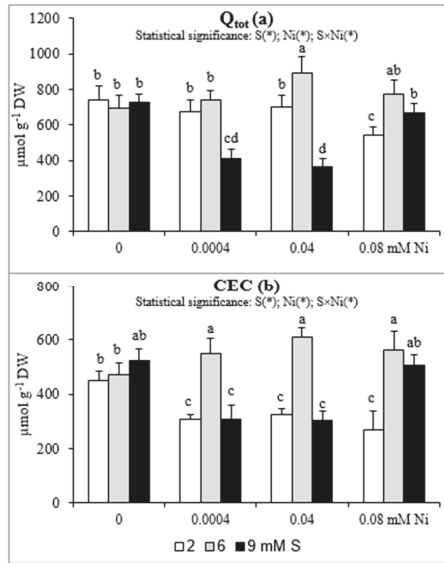 Qtot (a)
Statistical significance: S(*); Ni(*); S×Ni(*)
1200
1000
800
600
400
200
0
µmol g⁻¹ DW
b b b
b b cd
b a d
c ab b
0 0.0004 0.04 0.08 mM Ni
CEC (b)
Statistical significance: S(*); Ni(*); S×Ni(*)
800
600
400
200
0
µmol g⁻¹ DW
b b ab
c a c
c a c
c a ab
0 0.0004 0.04 0.08 mM Ni
2 6 9 mM S